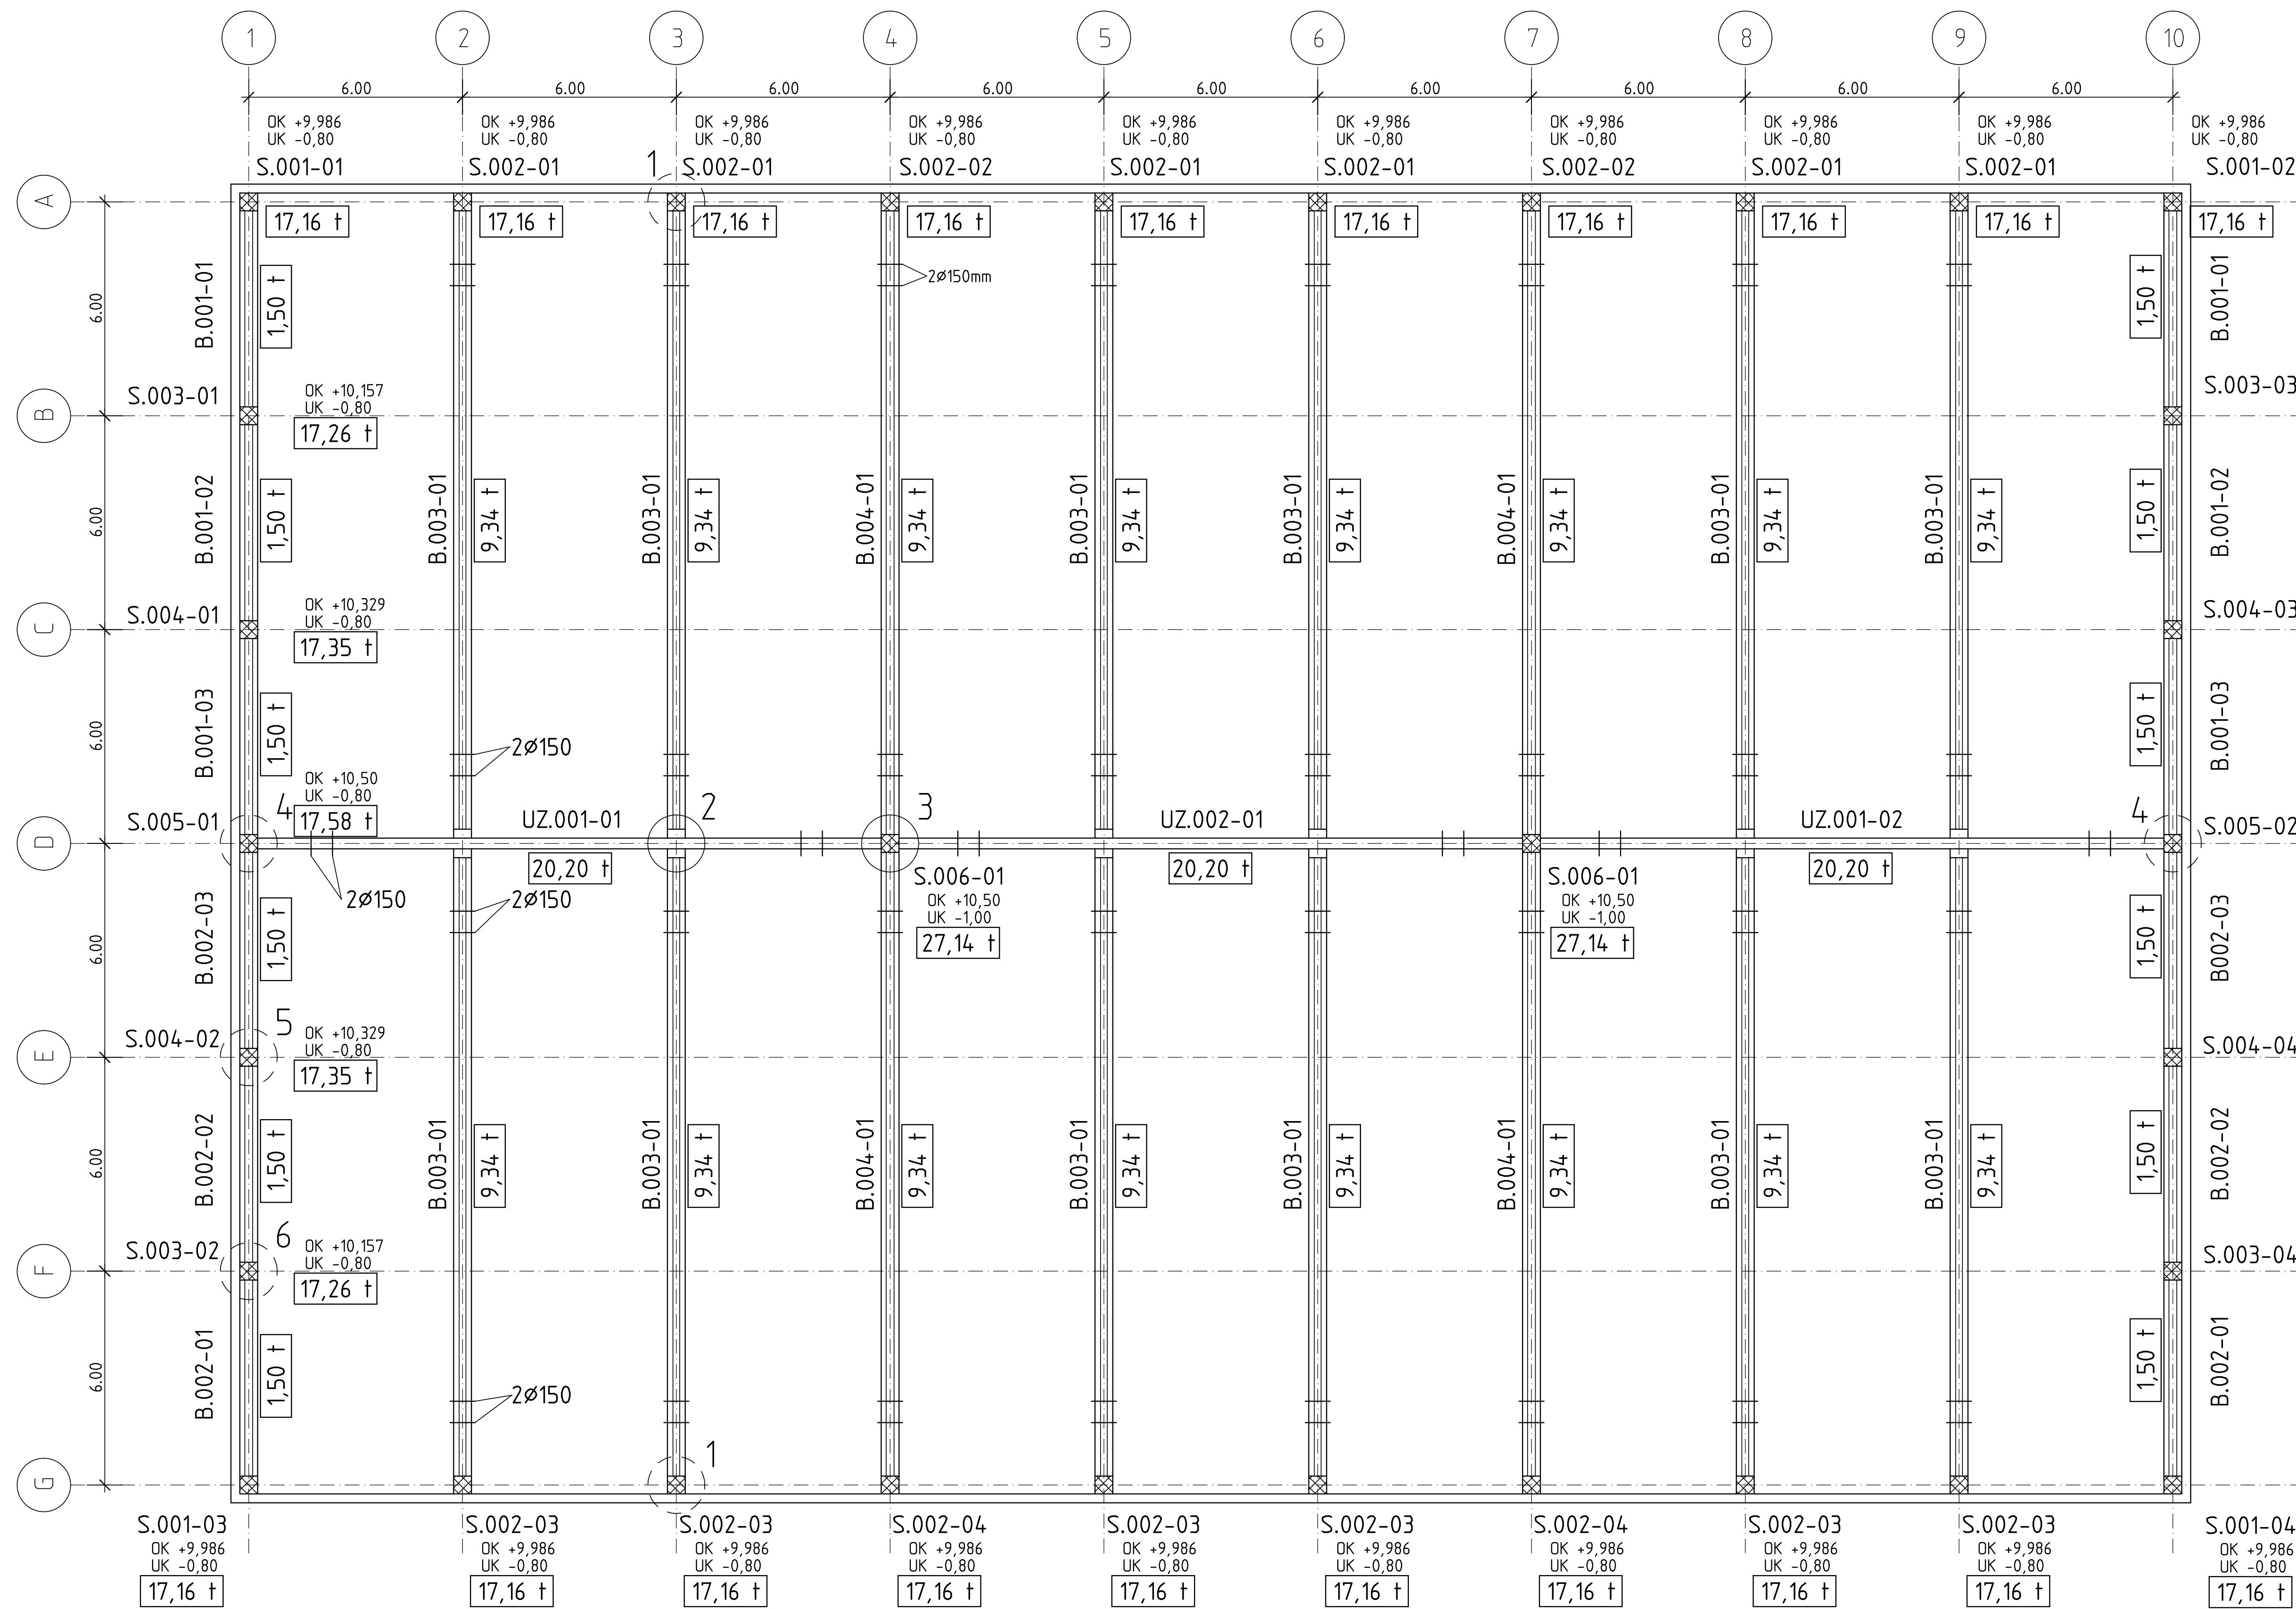 1 2 3 4 5 6 7 8 9 10
6.00 6.00 6.00 6.00 6.00 6.00 6.00 6.00 6.00
OK +9,986 OK +9,986 OK +9,986 OK +9,986 OK +9,986 OK +9,986 OK +9,986 OK +9,986 OK +9,986 OK +9,986
UK -0,80 UK -0,80 UK -0,80 UK -0,80 UK -0,80 UK -0,80 UK -0,80 UK -0,80 UK -0,80 UK -0,80
S.001-01 S.002-01 1 S.002-01 S.002-02 S.002-01 S.002-01 S.002-02 S.002-01 S.002-01 S.001-02
A
17,16 t 17,16 t 17,16 t 17,16 t 17,16 t 17,16 t 17,16 t 17,16 t 17,16 t 17,16 t
2ø150mm
6.00 B.001-01 1,50 t 1,50 t B.001-01
S.003-01 OK +10,157 S.003-03
UK -0,80
B
17,26 t
6.00 B.001-02 1,50 t B.003-01 9,34 t B.003-01 9,34 t B.004-01 9,34 t B.003-01 9,34 t B.003-01 9,34 t B.004-01 9,34 t B.003-01 9,34 t B.003-01 9,34 t 1,50 t B.001-02
S.004-01 OK +10,329 S.004-03
UK -0,80
C
17,35 t
6.00 B.001-03 1,50 t 2ø150 1,50 t B.001-03
OK +10,50
UK -0,80
S.005-01 4 17,58 t UZ.001-01 2 3 UZ.002-01 UZ.001-02 4 S.005-02
D
20,20 t 20,20 t 20,20 t
S.006-01 S.006-01
2ø150 2ø150 OK +10,50 OK +10,50
UK -1,00 UK -1,00
27,14 t 27,14 t
6.00 B.002-03 1,50 t 1,50 t B002-03
S.004-02 5 OK +10,329 S.004-04
UK -0,80
E
17,35 t
6.00 B.002-02 1,50 t B.003-01 9,34 t B.003-01 9,34 t B.004-01 9,34 t B.003-01 9,34 t B.003-01 9,34 t B.004-01 9,34 t B.003-01 9,34 t B.003-01 9,34 t 1,50 t B.002-02
S.003-02 6 OK +10,157 S.003-04
UK -0,80
F
17,26 t
6.00 B.002-01 1,50 t 2ø150 1,50 t B.002-01
1
G
S.001-03 S.002-03 S.002-03 S.002-04 S.002-03 S.002-03 S.002-04 S.002-03 S.002-03 S.001-04
OK +9,986 OK +9,986 OK +9,986 OK +9,986 OK +9,986 OK +9,986 OK +9,986 OK +9,986 OK +9,986 OK +9,986
UK -0,80 UK -0,80 UK -0,80 UK -0,80 UK -0,80 UK -0,80 UK -0,80 UK -0,80 UK -0,80 UK -0,80
17,16 t 17,16 t 17,16 t 17,16 t 17,16 t 17,16 t 17,16 t 17,16 t 17,16 t 17,16 t